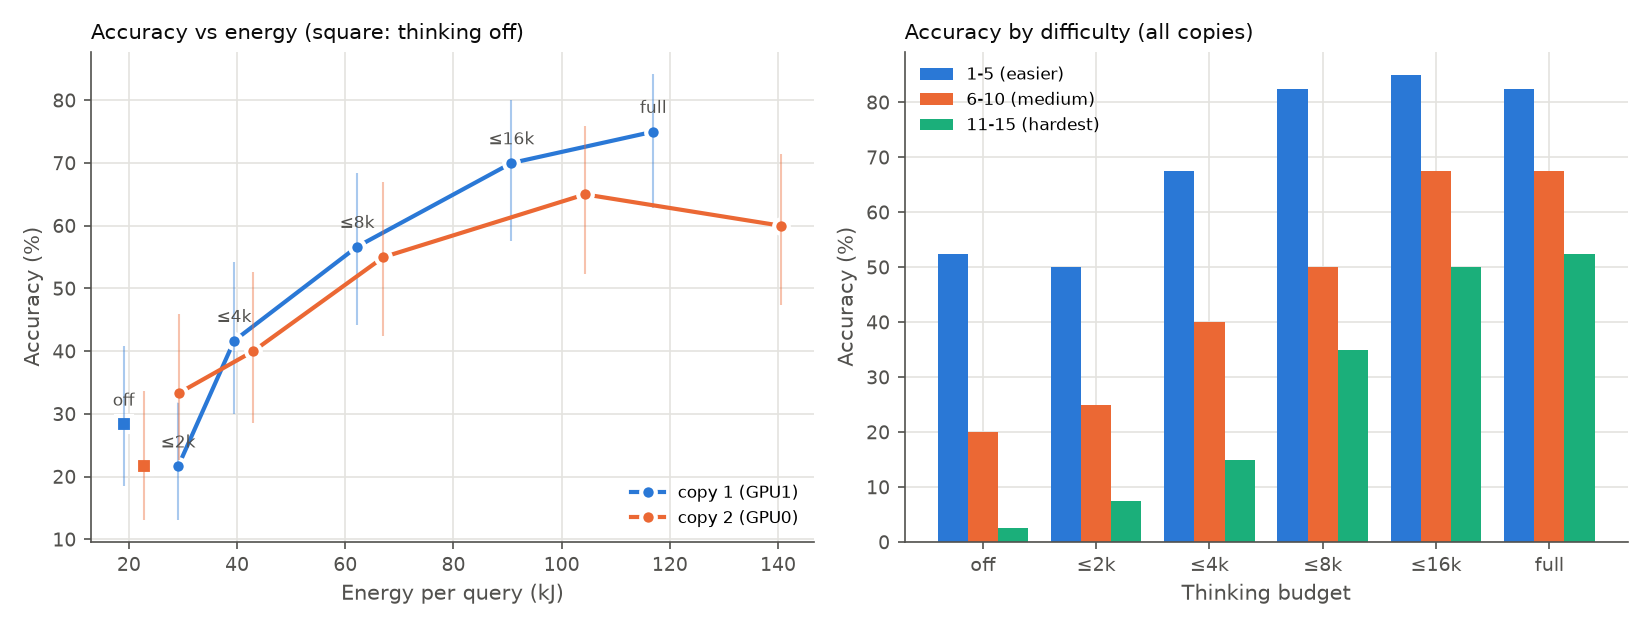 Accuracy vs energy (square: thinking off)
Accuracy (%)
80
70
60
50
40
30
20
10
full
≤16k
≤8k
≤4k
off
≤2k
copy 1 (GPU1)
copy 2 (GPU0)
20 40 60 80 100 120 140
Energy per query (kJ)
Accuracy by difficulty (all copies)
1-5 (easier)
6-10 (medium)
11-15 (hardest)
Accuracy (%)
80
70
60
50
40
30
20
10
0
off ≤2k ≤4k ≤8k ≤16k full
Thinking budget